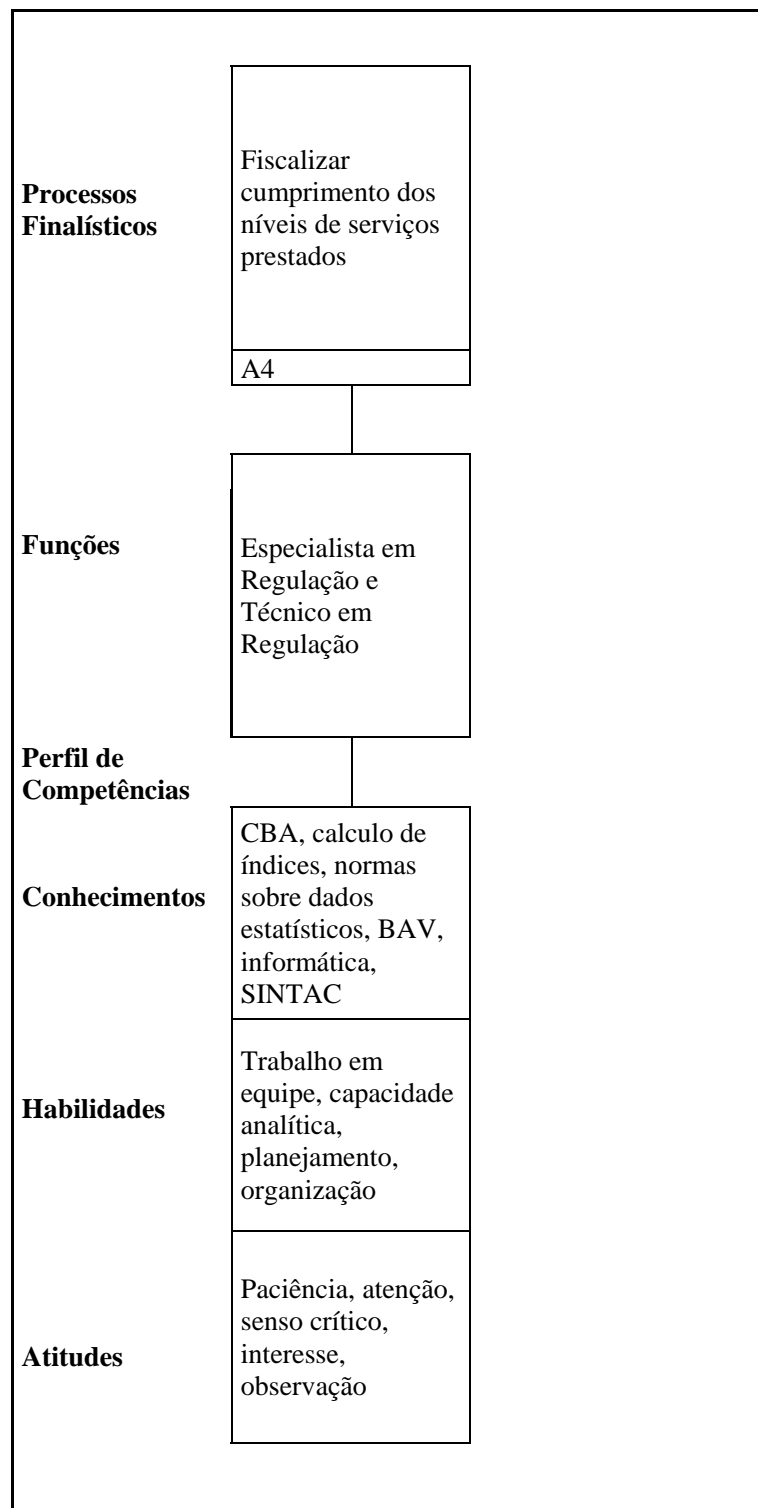 Processos
Finalísticos
Fiscalizar
cumprimento dos
níveis de serviços
prestados
A4
Funções
Especialista em
Regulação e
Técnico em
Regulação
Perfil de
Competências
Conhecimentos
CBA, calculo de
índices, normas
sobre dados
estatísticos, BAV,
informática,
SINTAC
Habilidades
Trabalho em
equipe, capacidade
analítica,
planejamento,
organização
Atitudes
Paciência, atenção,
senso crítico,
interesse,
observação